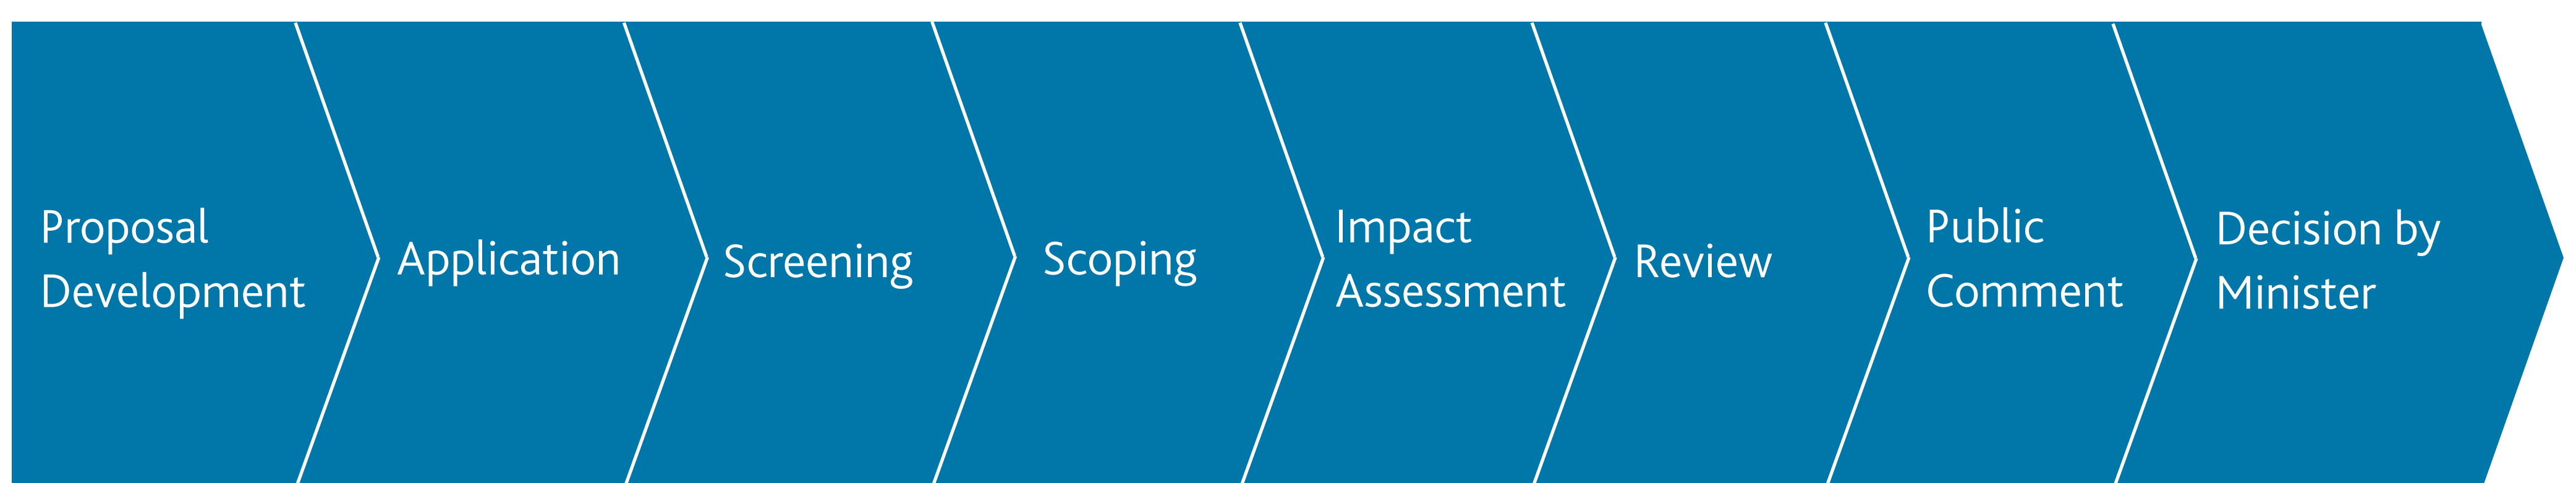 Proposal
Development
Application
Screening
Scoping
Impact
Assessment
Review
Public
Comment
Decision by
Minister